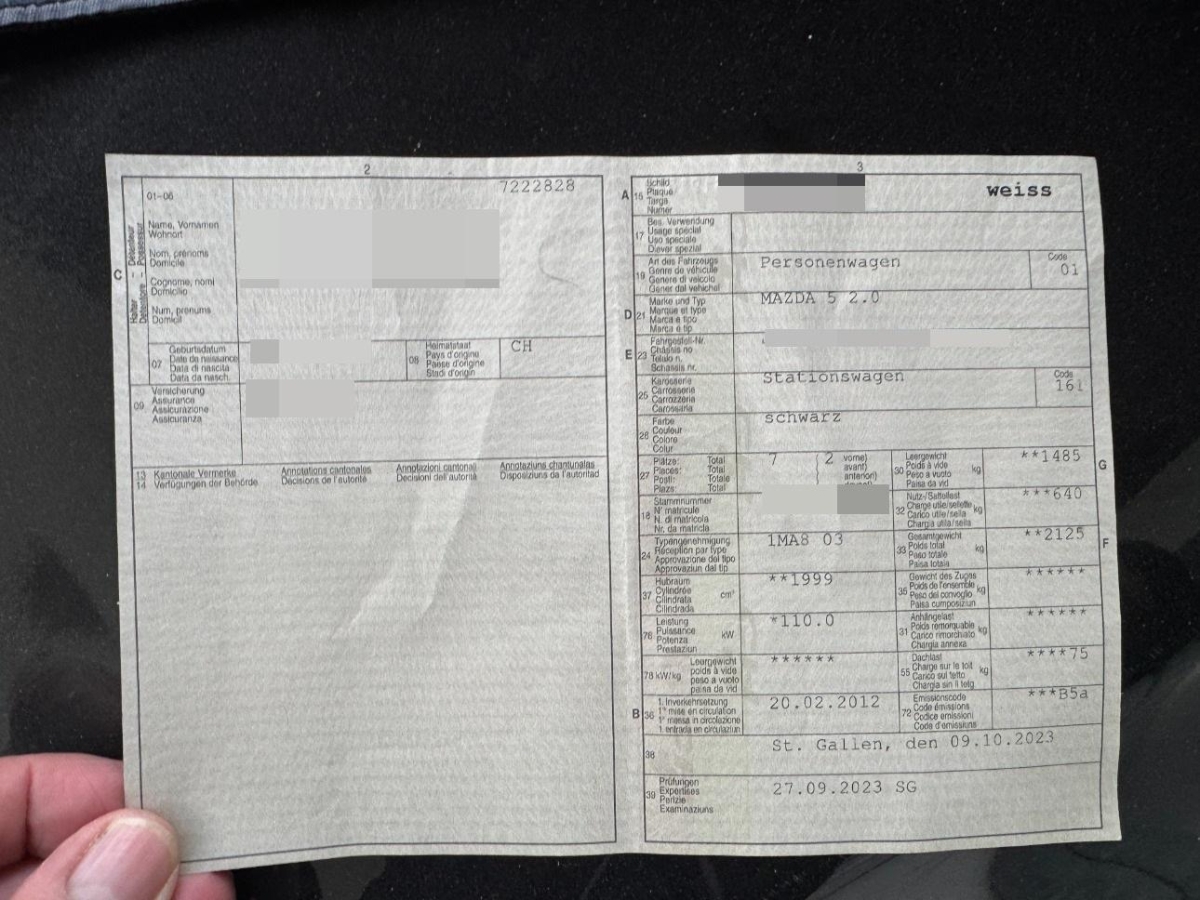 2
7222828
01-06
C
Halter
Détenteur
Detentore
Possessur
Name, Vornamen
Wohnort
Nom, prénoms
Domicile
Cognome, nomi
Domicilio
Num, prenums
Domicil
07
Geburtsdatum
Date de naissance
Data di nascita
Data da nasch.
08
Heimatstaat
Pays d'origine
Paese d'origine
Stadi d'origin
CH
09
Versicherung
Assurance
Assicurazione
Assicuranza
13 Kantonale Vermerke
14 Verfügungen der Behörde
Annotations cantonales
Décisions de l'autorité
Annotazioni cantonali
Decisioni dell'autorità
Annotaziuns chantunalas
Disposiziuns da l'autoritad
3
A
15
Schild
Plaque
Targa
Numer
weiss
17
Bes. Verwendung
Usage spécial
Uso speciale
Diever spezial
19
Art des Fahrzeugs
Genre de véhicule
Genere di veicolo
Gener dal vehichel
Personenwagen
Code
01
D
21
Marke und Typ
Marque et type
Marca e tipo
Marca e tip
MAZDA 5 2.0
E
23
Fahrgestell-Nr.
Châssis no
Telaio n.
Schassis nr.
25
Karosserie
Carrosserie
Carrozzeria
Carossaria
Stationswagen
Code
161
26
Farbe
Couleur
Colore
Colur
schwarz
27
Plätze: Total
Places: Total
Posti: Totale
Plazs: Total
7
(2
vorne)
avant)
anteriori)
30
Leergewicht
Poids à vide
Peso a vuoto
Paisa da vid
kg
**1485
G
18
Stammnummer
N° matricule
N. di matricola
Nr. da matricla
32
Nutz-/Sattellast
Charge utile/sellette
Carico utile/sella
Chargia utila/sella
kg
***640
24
Typengenehmigung
Réception par type
Approvazione del tipo
Approvaziun dal tip
1MA8 03
33
Gesamtgewicht
Poids total
Peso totale
Paisa totala
kg
**2125
F
37
Hubraum
Cylindrée
Cilindrata
Cilindrada
cm³
**1999
35
Gewicht des Zuges
Poids de l'ensemble
Peso del convoglio
Paisa cumposiziun
kg
******
76
Leistung
Puissance
Potenza
Prestaziun
kW
*110.0
31
Anhängelast
Poids remorquable
Carico rimorchiato
Chargia annexa
kg
******
78 kW/kg
Leergewicht
poids à vide
peso a vuoto
paisa da vid
******
55
Dachlast
Charge sur le toit
Carico sul tetto
Chargia sin il tetg
kg
****75
B
36
1. Inverkehrsetzung
1re mise en circulation
1a messa in circolazione
1. entrada en circulaziun
20.02.2012
72
Emissionscode
Code émissions
Codice emissioni
Code d'emissiuns
***B5a
38
St. Gallen, den 09.10.2023
39
Prüfungen
Expertises
Perizie
Examinaziuns
27.09.2023 SG